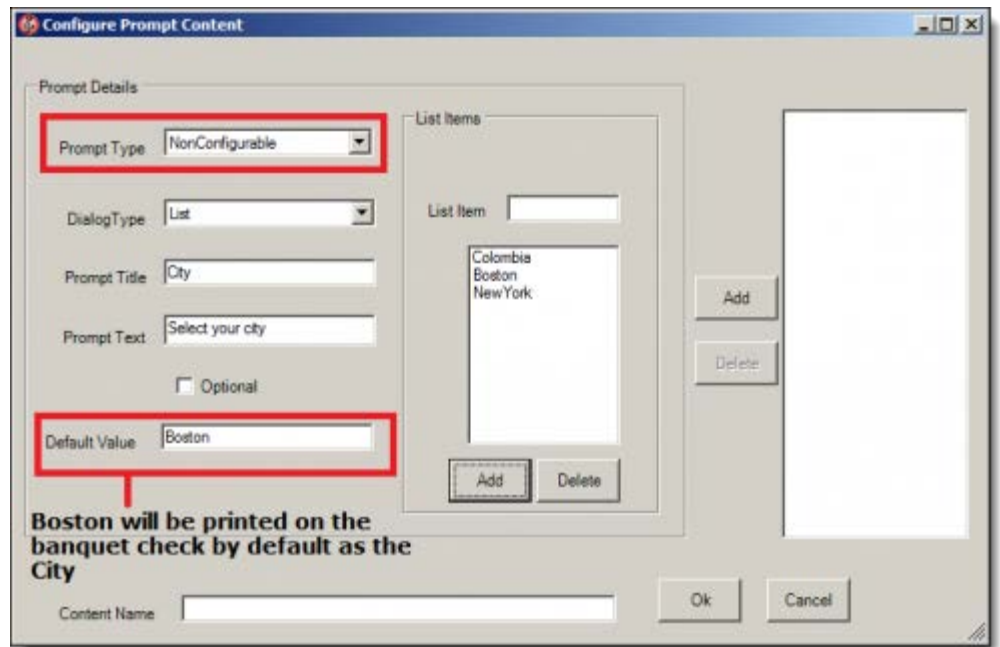 Configure Prompt Content
Prompt Details
Prompt Type NonConfigurable
DialogType List
Prompt Title City
Prompt Text Select your city
Optional
Default Value Boston
List Items
List Item
Colombia
Boston
NewYork
Add Delete
Add
Delete
Boston will be printed on the
banquet check by default as the
City
Content Name
Ok Cancel